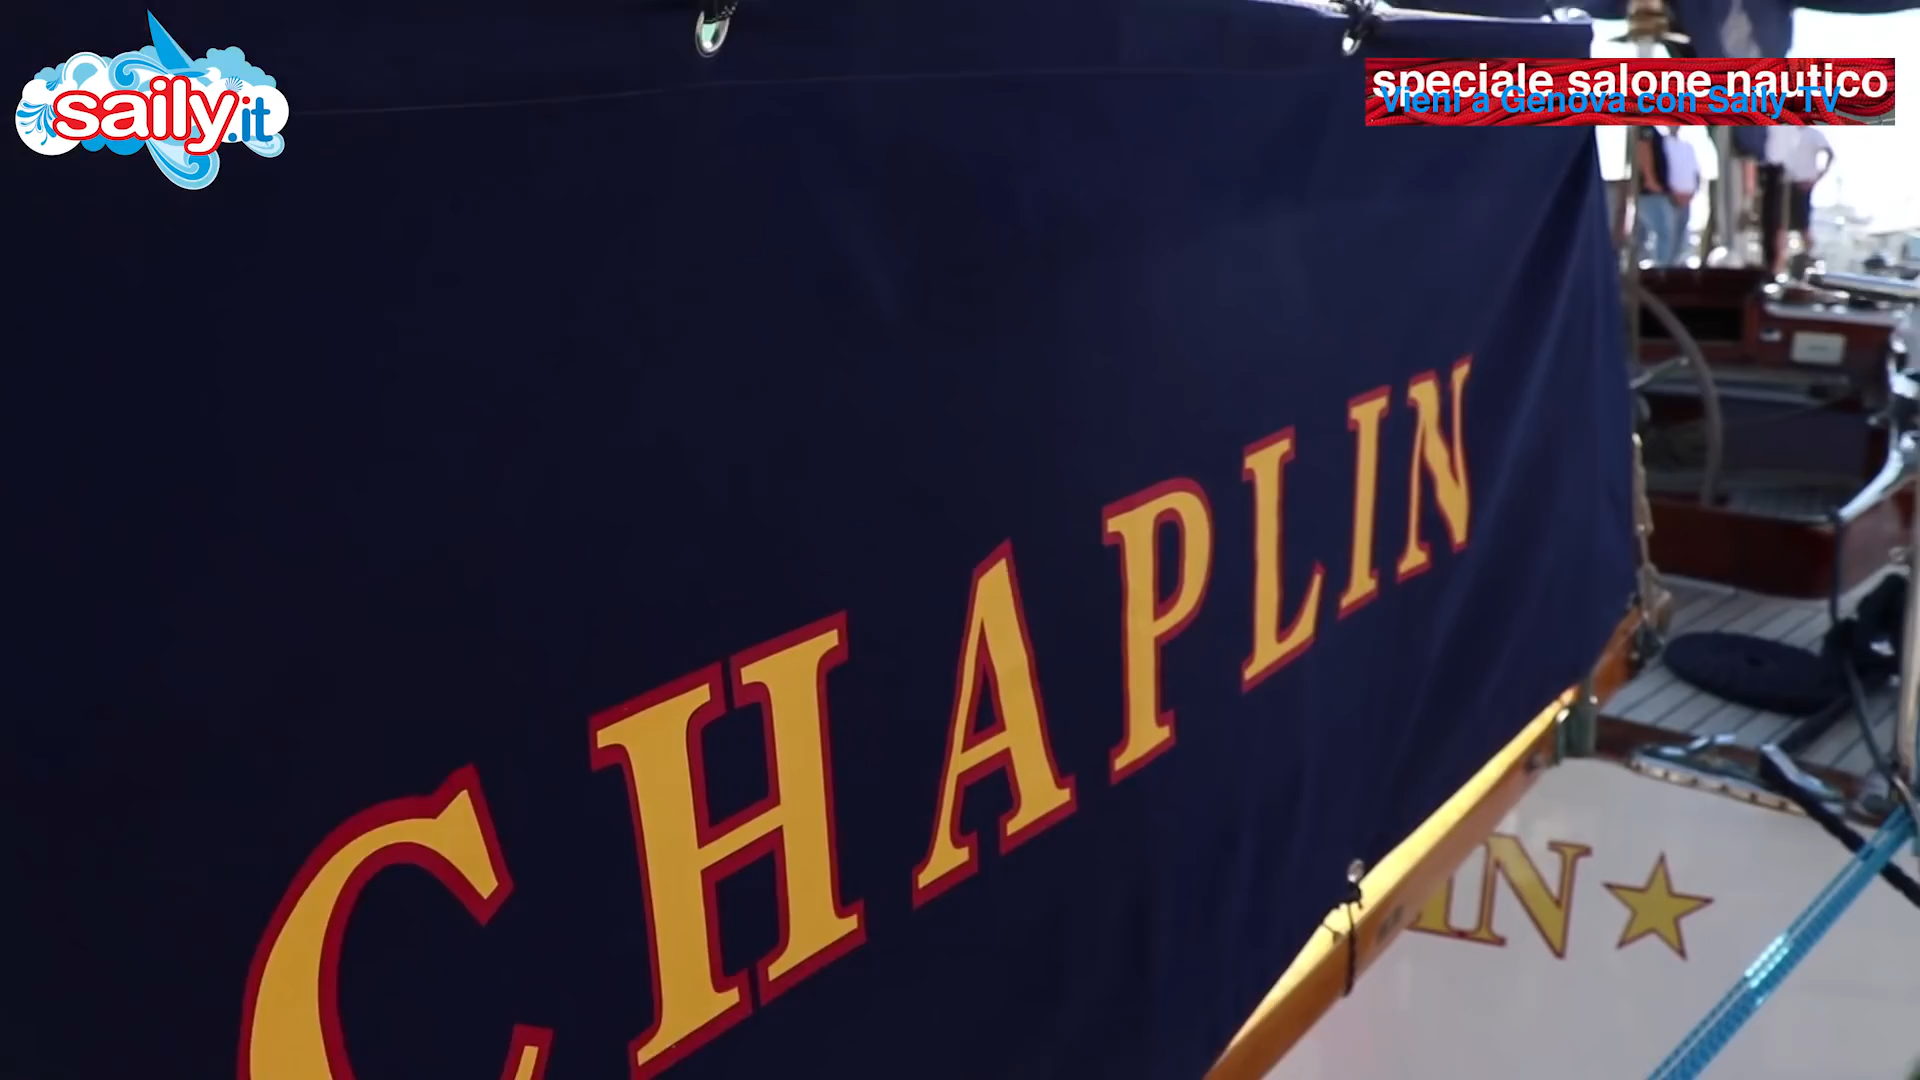 saily.it
speciale salone nautico
Vieni a Genova con Saily TV
CHAPLIN
IN